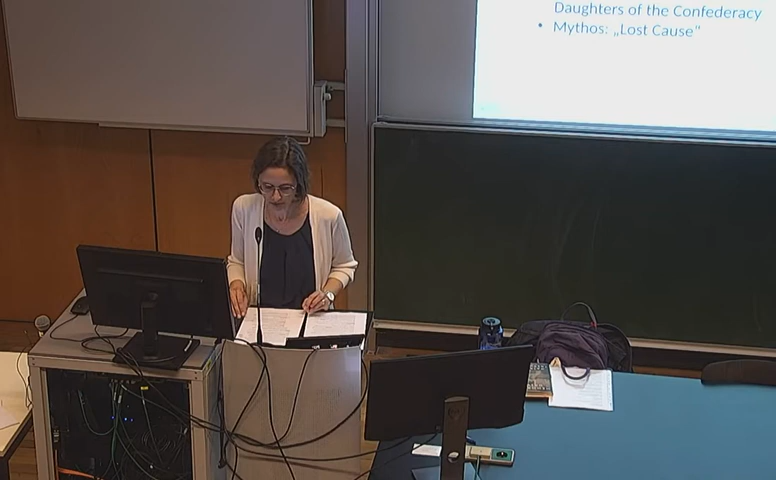 Daughters of the Confederacy
• Mythos: „Lost Cause"